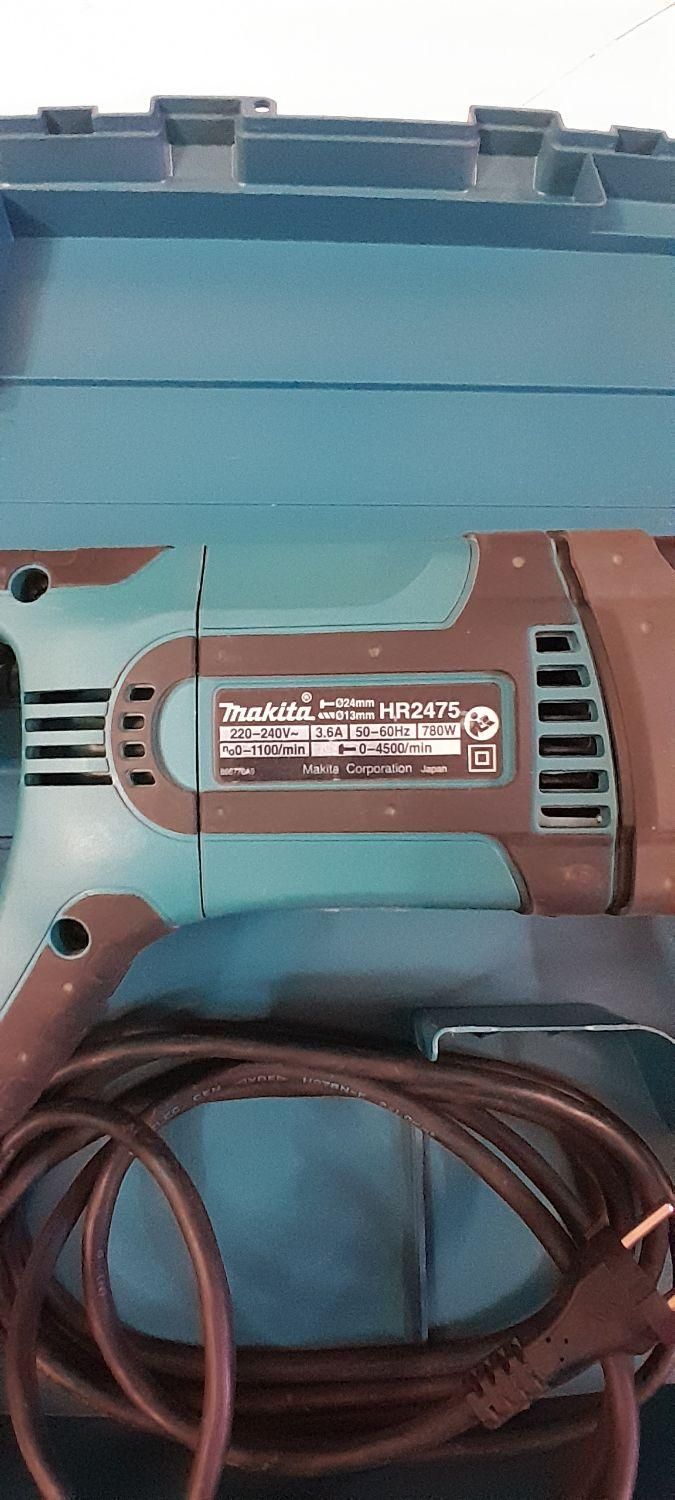 makita® Ø24mm HR2475
Ø13mm
220-240V~ 3.6A 50-60Hz 780W
n₀0-1100/min 0-4500/min
Makita Corporation Japan